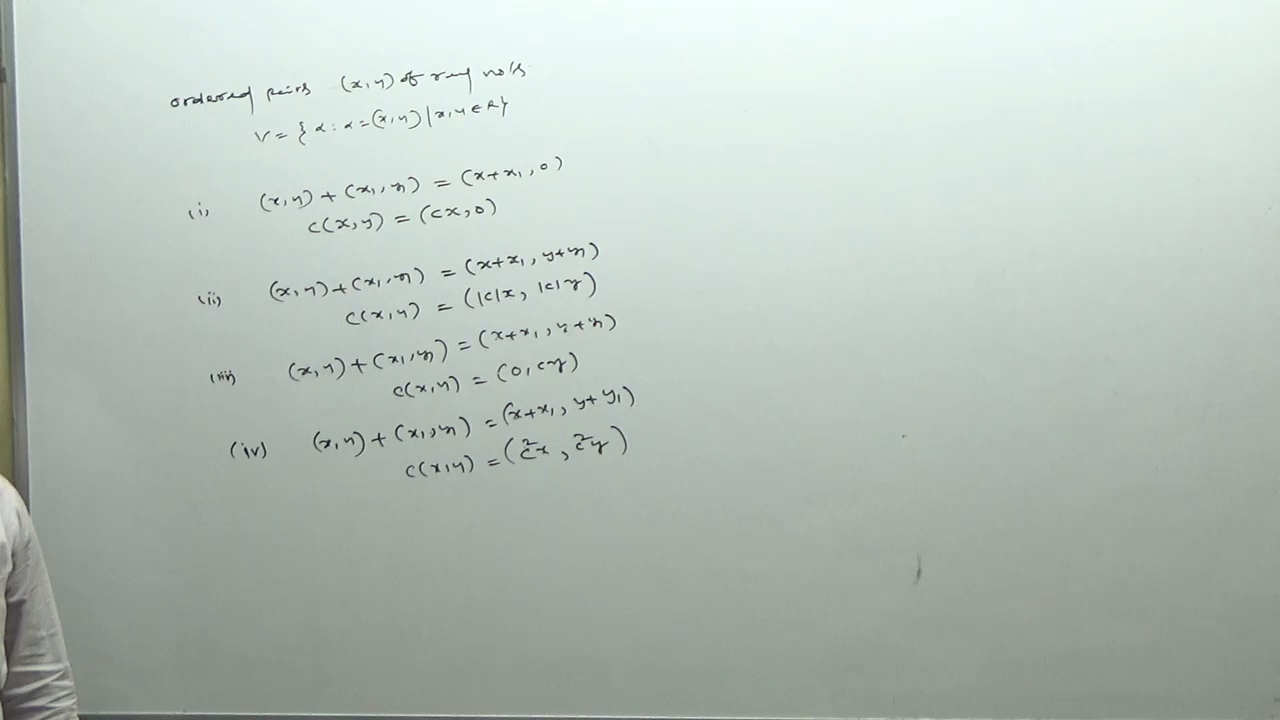 ordered pairs (x,y) of real no's.
V = { α : α = (x,y) | x,y ∈ R }
(i) (x,y) + (x₁,y₁) = (x+x₁, 0)
c(x,y) = (cx, 0)
(ii) (x,y) + (x₁,y₁) = (x+x₁, y+y₁)
c(x,y) = (|c|x, |c|y)
(iii) (x,y) + (x₁,y₁) = (x+x₁, y+y₁)
c(x,y) = (0, cy)
(iv) (x,y) + (x₁,y₁) = (x+x₁, y+y₁)
c(x,y) = (c²x, c²y)